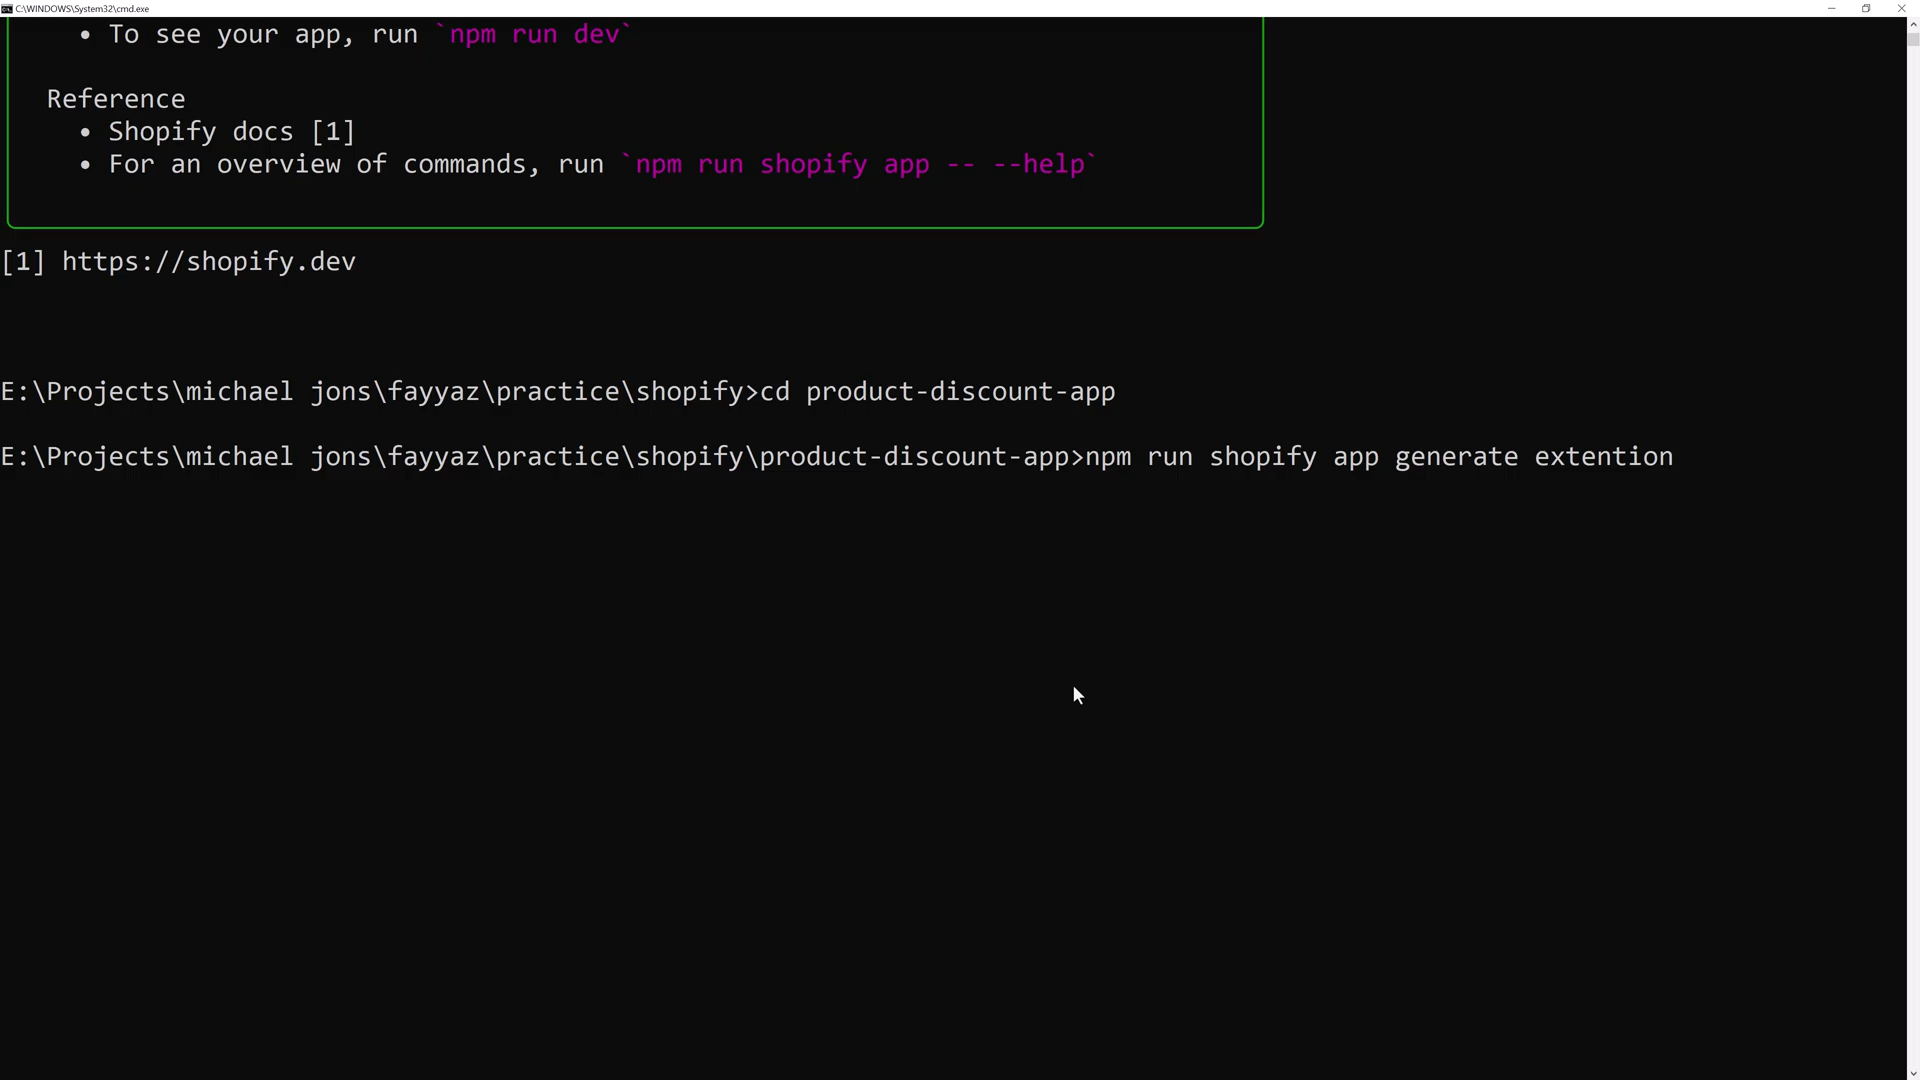 C:\WINDOWS\System32\cmd.exe
• To see your app, run `npm run dev`
Reference
• Shopify docs [1]
• For an overview of commands, run `npm run shopify app -- --help`
[1] https://shopify.dev
E:\Projects\michael jons\fayyaz\practice\shopify>cd product-discount-app
E:\Projects\michael jons\fayyaz\practice\shopify\product-discount-app>npm run shopify app generate extention